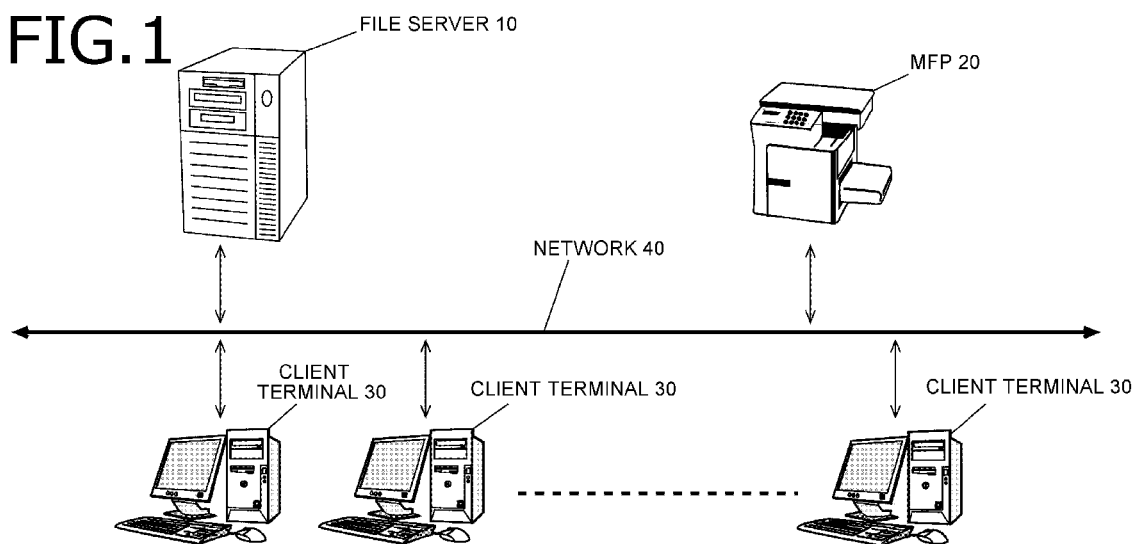 FIG.1
FILE SERVER 10
MFP 20
NETWORK 40
CLIENT
TERMINAL 30
CLIENT TERMINAL 30
CLIENT TERMINAL 30